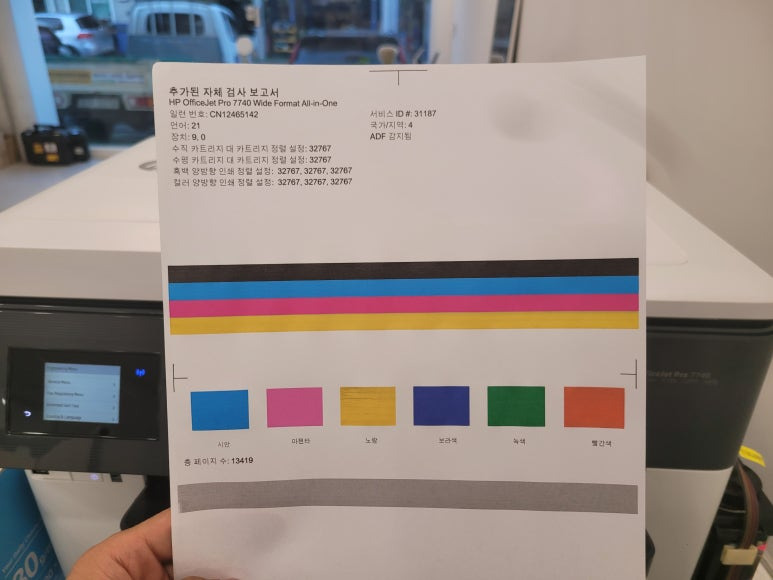 추가된 자체 검사 보고서
HP OfficeJet Pro 7740 Wide Format All-in-One
일련 번호: CN12465142
서비스 ID #: 31187
언어: 21
국가/지역: 4
장치: 9, 0
ADF 감지됨
수직 카트리지 대 카트리지 정렬 설정: 32767
수평 카트리지 대 카트리지 정렬 설정: 32767
흑백 양방향 인쇄 정렬 설정: 32767, 32767, 32767
컬러 양방향 인쇄 정렬 설정: 32767, 32767, 32767
OfficeJet Pro 7740
Service Menu
시안
마젠타
노랑
보라색
녹색
빨간색
총 페이지 수: 13419